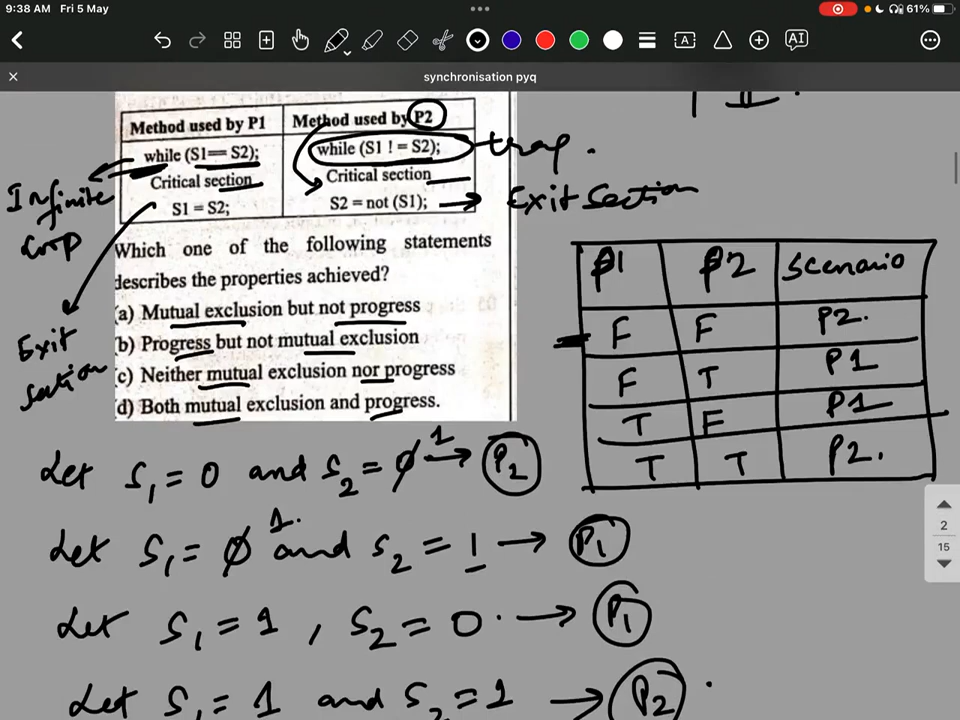 9:38 AM Fri 5 May
61%
synchronisation pyq
Method used by P1 Method used by P2
while (S1== S2); while (S1 ! = S2); trap.
Critical section Critical section
S1 = S2; S2 = not (S1); Exit Section
Infinite
loop
Exit
section
Which one of the following statements
describes the properties achieved?
(a) Mutual exclusion but not progress
(b) Progress but not mutual exclusion
(c) Neither mutual exclusion nor progress
(d) Both mutual exclusion and progress.
P1 P2 Scenario
F F P2.
F T P1
T F P1
T T P2.
Let S1 = 0 and S2 = 0 1 → P2
Let S1 = 0 1. and S2 = 1 → P1
Let S1 = 1 , S2 = 0. → P1
Let S1 = 1 and S2 = 1 → P2.
2
15